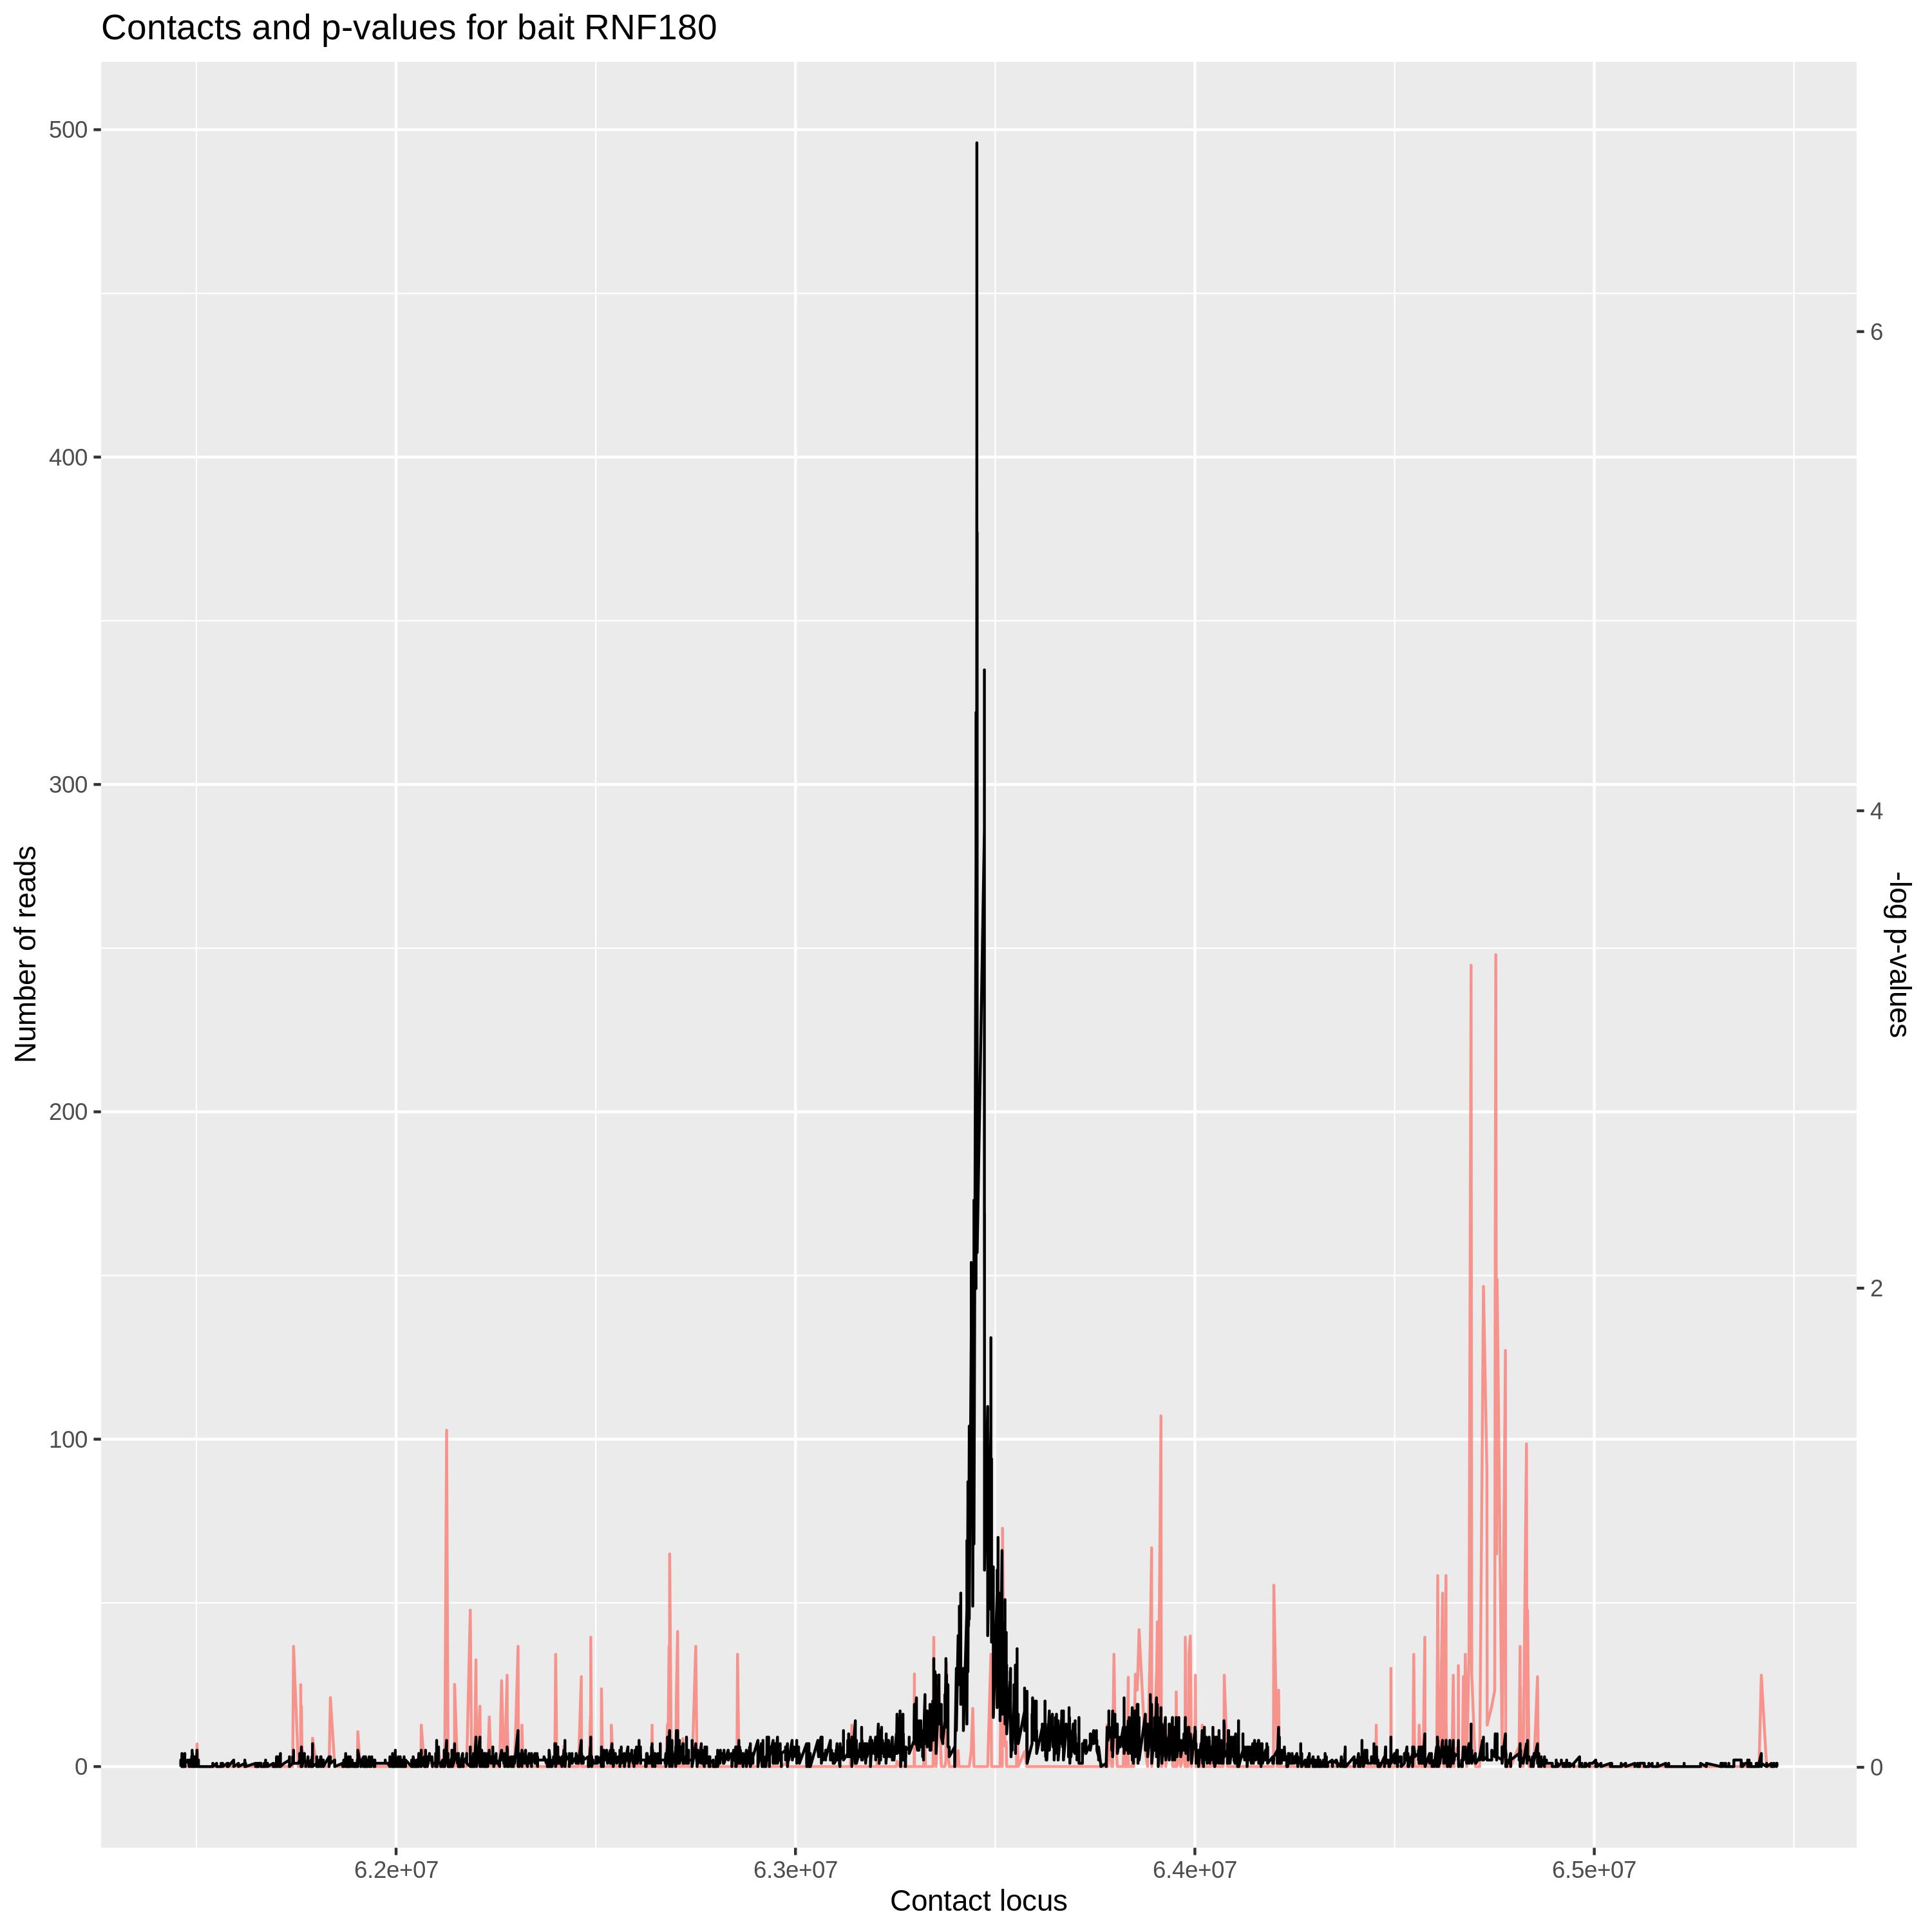 Contacts and p-values for bait RNF180
500
400
300
200
100
0
Number of reads
6
4
2
0
-log p-values
6.2e+07
6.3e+07
6.4e+07
6.5e+07
Contact locus